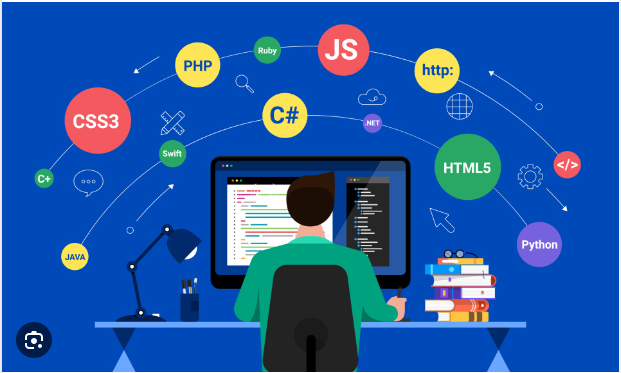 Ruby
JS
PHP
http:
CSS3
C#
.NET
Swift
HTML5
</>
C+
Python
JAVA